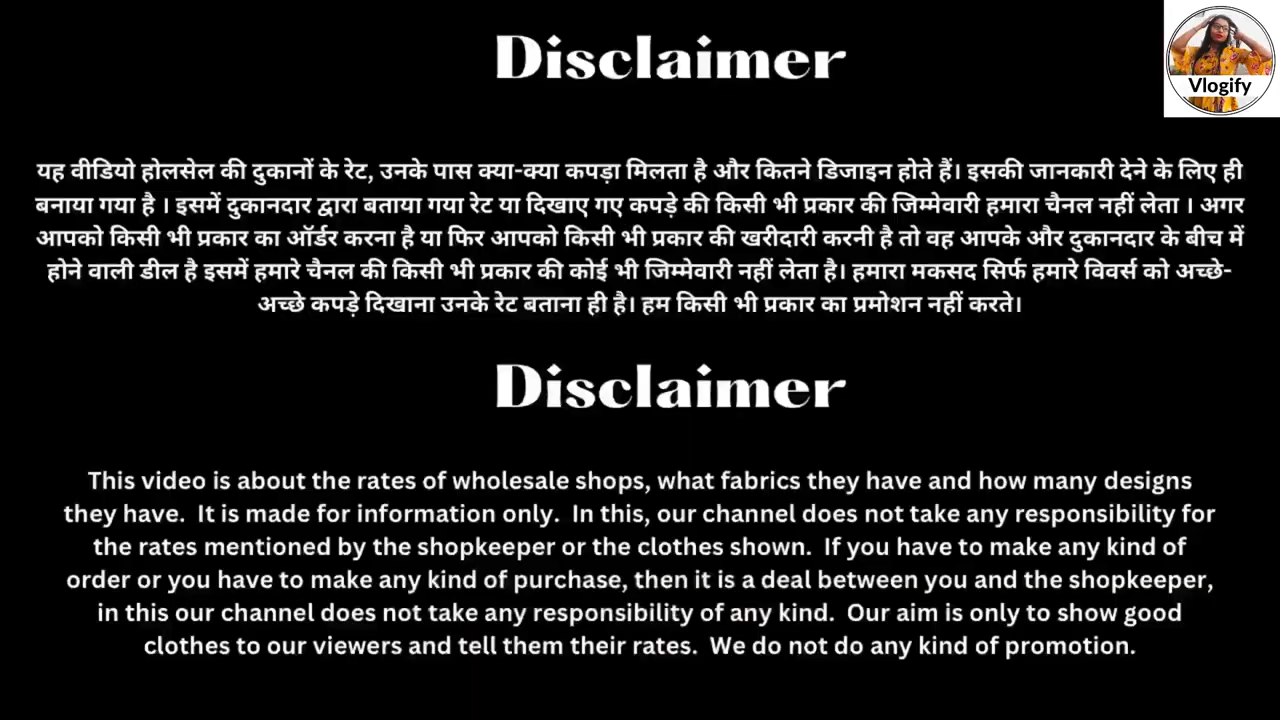 Disclaimer
Vlogify
यह वीडियो होलसेल की दुकानों के रेट, उनके पास क्या-क्या कपड़ा मिलता है और कितने डिजाइन होते हैं। इसकी जानकारी देने के लिए ही
बनाया गया है । इसमें दुकानदार द्वारा बताया गया रेट या दिखाए गए कपड़े की किसी भी प्रकार की जिम्मेवारी हमारा चैनल नहीं लेता । अगर
आपको किसी भी प्रकार का ऑर्डर करना है या फिर आपको किसी भी प्रकार की खरीदारी करनी है तो वह आपके और दुकानदार के बीच में
होने वाली डील है इसमें हमारे चैनल की किसी भी प्रकार की कोई भी जिम्मेवारी नहीं लेता है। हमारा मकसद सिर्फ हमारे विवर्स को अच्छे-
अच्छे कपड़े दिखाना उनके रेट बताना ही है। हम किसी भी प्रकार का प्रमोशन नहीं करते।
Disclaimer
This video is about the rates of wholesale shops, what fabrics they have and how many designs
they have.  It is made for information only.  In this, our channel does not take any responsibility for
the rates mentioned by the shopkeeper or the clothes shown.  If you have to make any kind of
order or you have to make any kind of purchase, then it is a deal between you and the shopkeeper,
in this our channel does not take any responsibility of any kind.  Our aim is only to show good
clothes to our viewers and tell them their rates.  We do not do any kind of promotion.